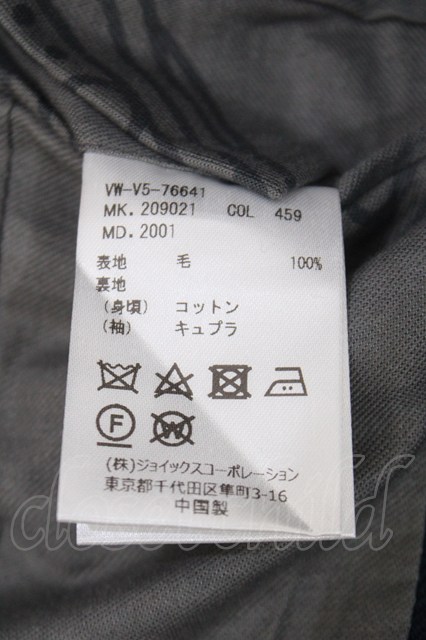 VW-V5-76641
MK. 209021 COL 459
MD. 2001
表地 毛 100%
裏地
(身頃) コットン
(袖) キュプラ
F W
(株)ジョイックスコーポレーション
東京都千代田区隼町3-16
中国製